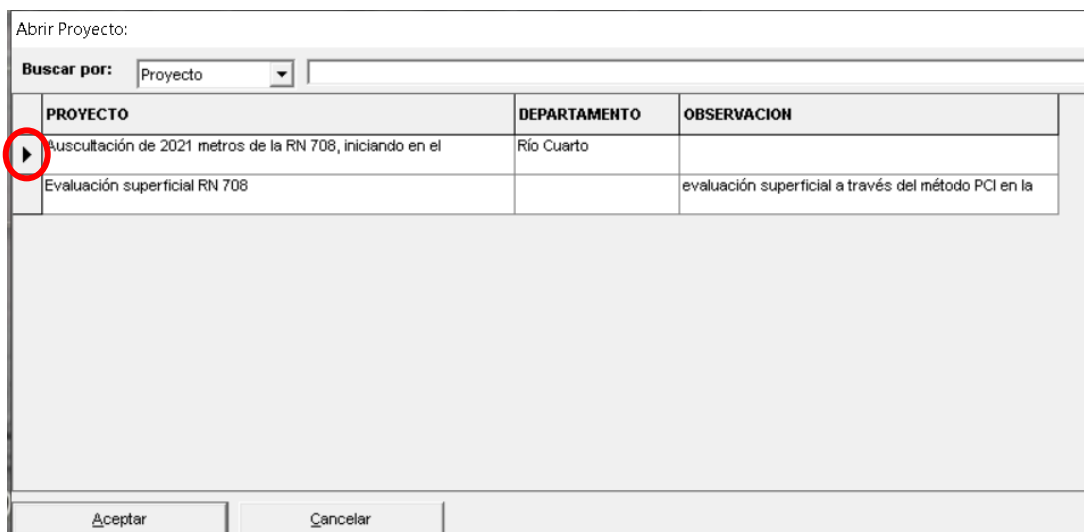 Abrir Proyecto:
Buscar por: Proyecto
PROYECTO DEPARTAMENTO OBSERVACION
Auscultación de 2021 metros de la RN 708, iniciando en el Río Cuarto
Evaluación superficial RN 708 evaluación superficial a través del método PCI en la
Aceptar Cancelar